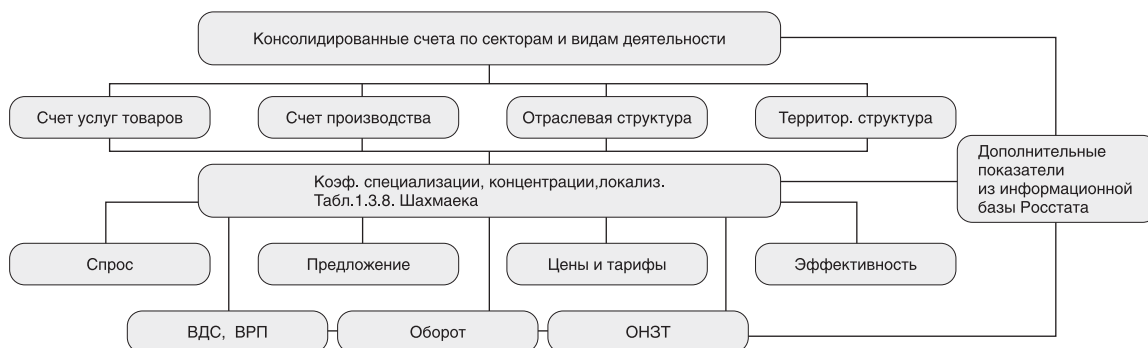 Консолидированные счета по секторам и видам деятельности
Счет услуг товаров
Счет производства
Отраслевая структура
Территор. структура
Дополнительные
показатели
из информационной
базы Росстата
Коэф. специализации, концентрации,локализ.
Табл.1.3.8. Шахмаека
Спрос
Предложение
Цены и тарифы
Эффективность
ВДС, ВРП
Оборот
ОНЗТ